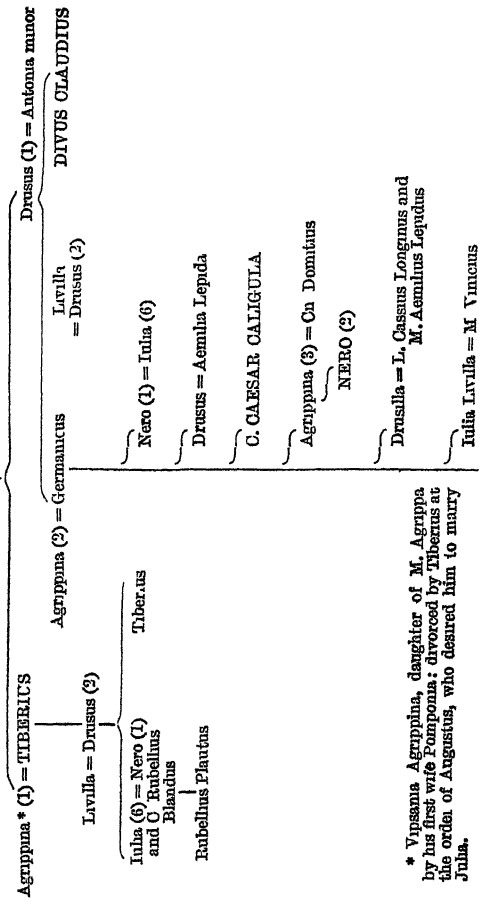 Agrippina* (1) = TIBERIUS
Drusus (1) = Antonia minor
Livilla = Drusus (2)
Agrippina (2) = Germanicus
Livilla
= Drusus (2)
DIVUS CLAUDIUS
Iulia (6) = Nero (1)
and C Rubellius
Blandus
Tiberius
Rubellius Plautus
Nero (1) = Iulia (6)
Drusus = Aemilia Lepida
C. CAESAR CALIGULA
Agrippina (3) = Cn Domitius
NERO (2)
Drusilla = L. Cassius Longinus and
M. Aemilius Lepidus
Iulia Livilla = M Vinicius
* Vipsania Agrippina, daughter of M. Agrippa
by his first wife Pomponia: divorced by Tiberius at
the order of Augustus, who desired him to marry
Julia.